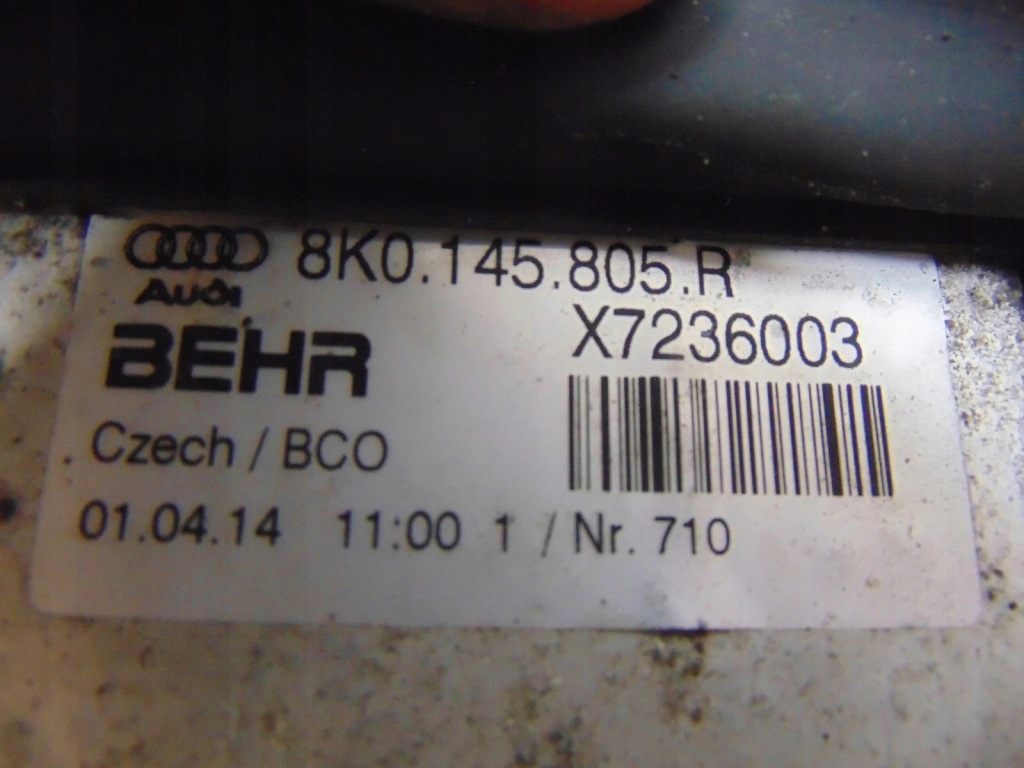 8K0.145.805.R
Audi
X7236003
BEHR
Czech / BCO
01.04.14 11:00 1 / Nr. 710